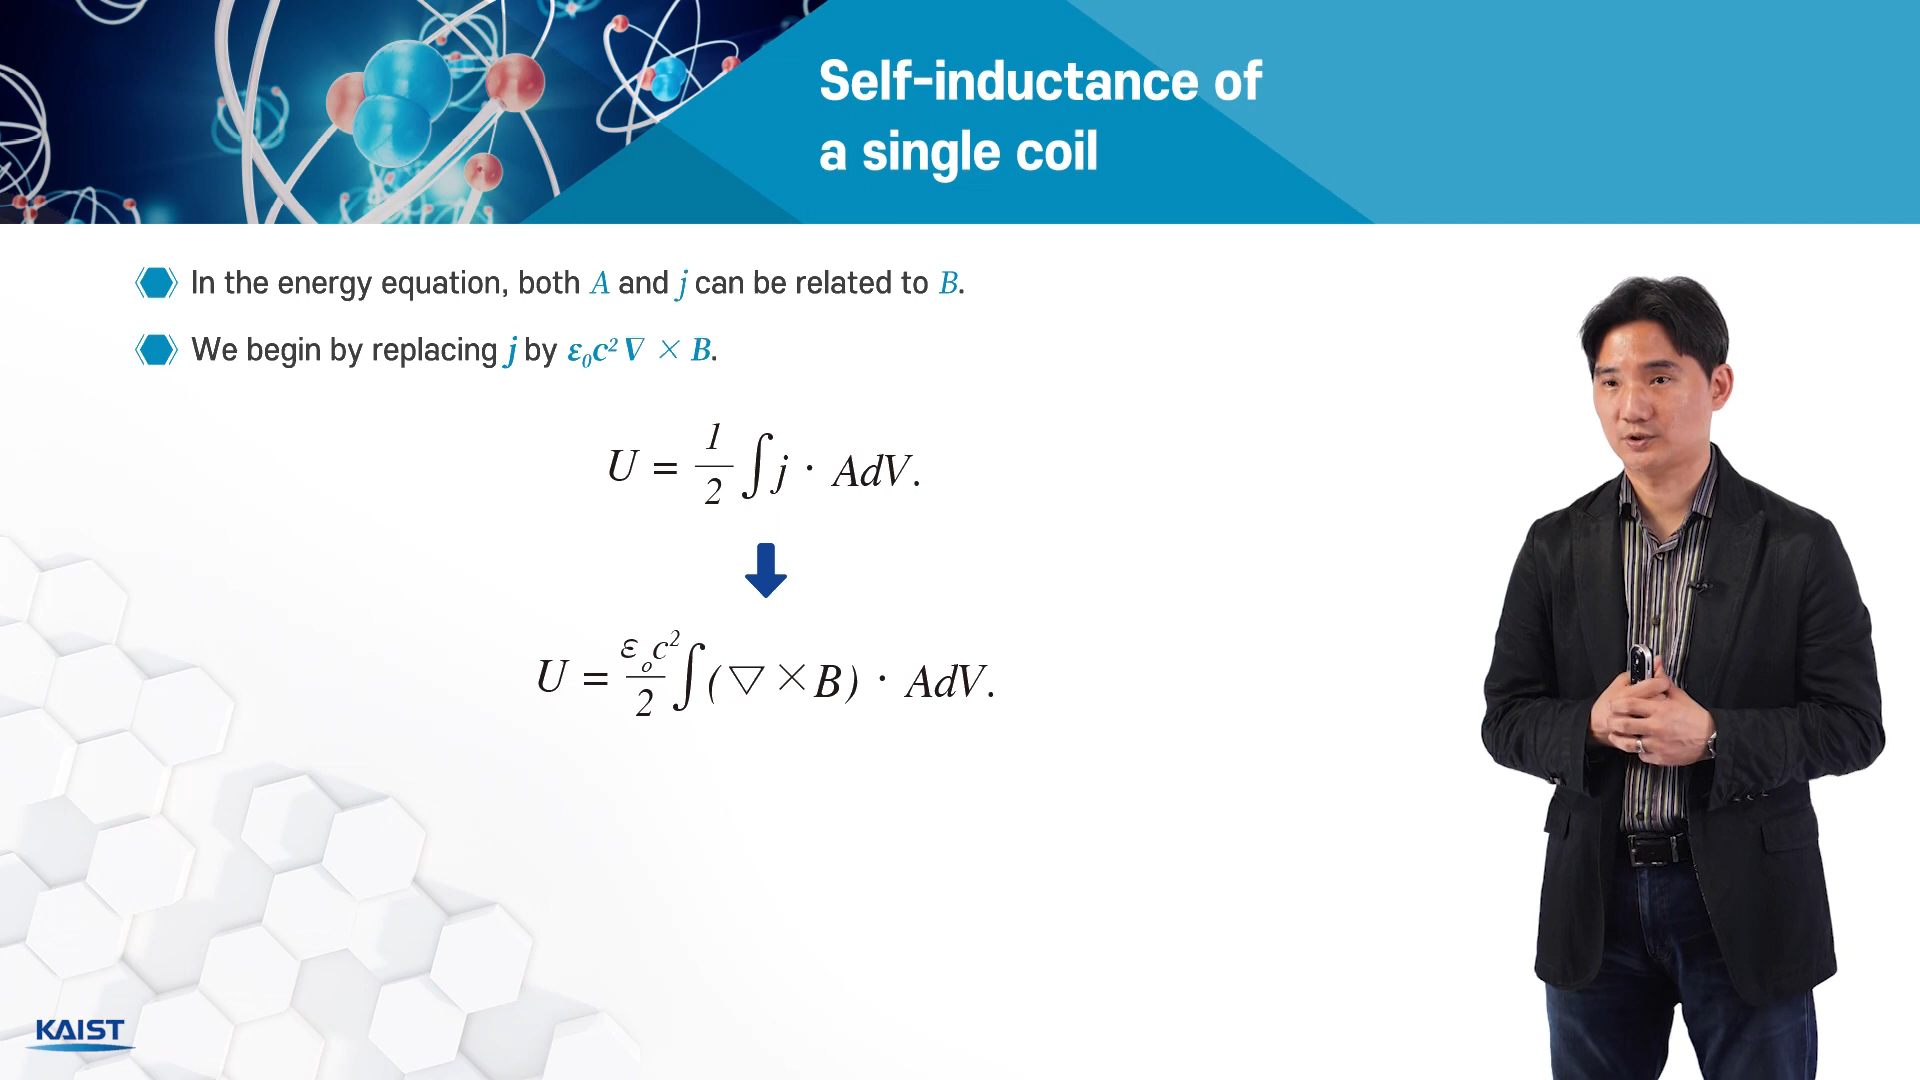 Self-inductance of
a single coil
In the energy equation, both A and j can be related to B.
We begin by replacing j by ε₀c² ∇ × B.
U = 1/2 ∫ j · AdV.
U = εₒc²/2 ∫ (▽ × B) · AdV.
KAIST